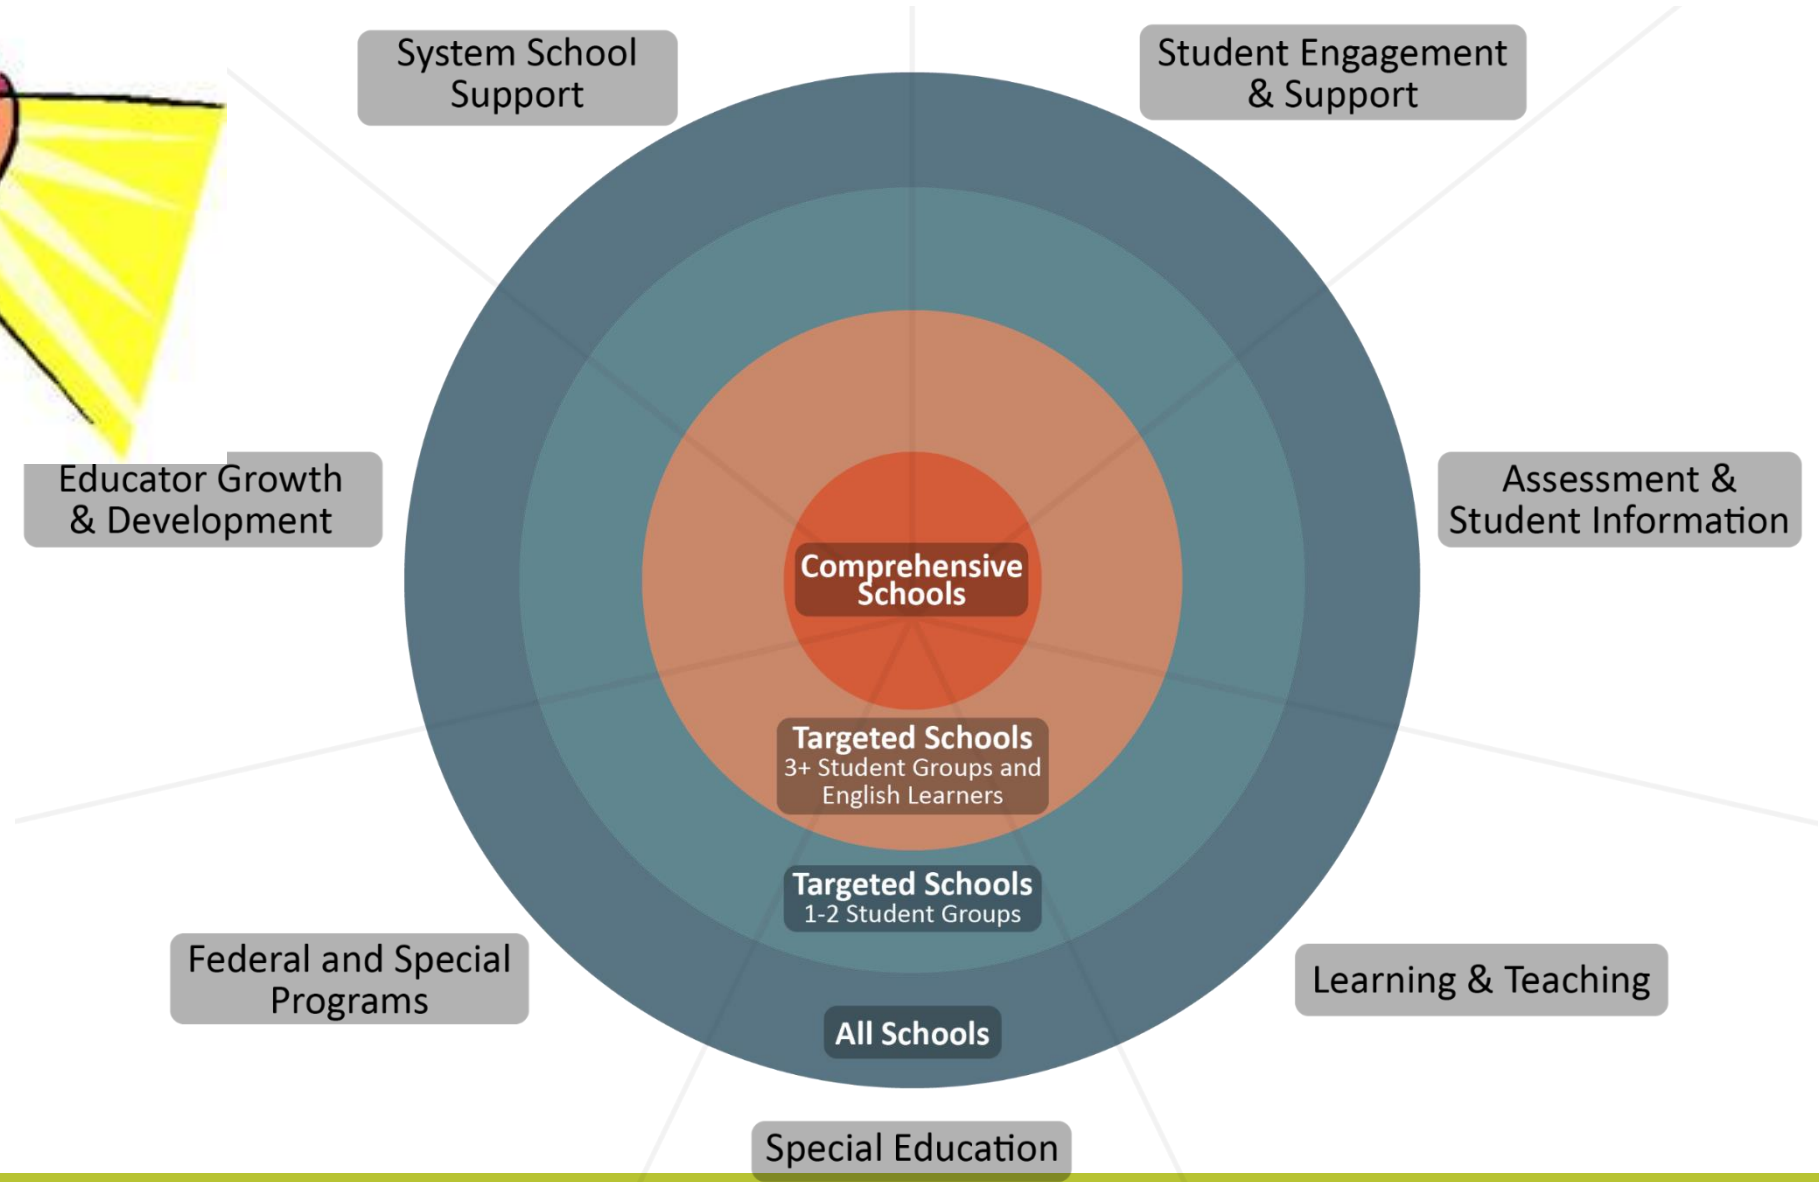 System School
Support
Student Engagement
& Support
Educator Growth
& Development
Assessment &
Student Information
Comprehensive
Schools
Targeted Schools
3+ Student Groups and
English Learners
Targeted Schools
1-2 Student Groups
Federal and Special
Programs
Learning & Teaching
All Schools
Special Education